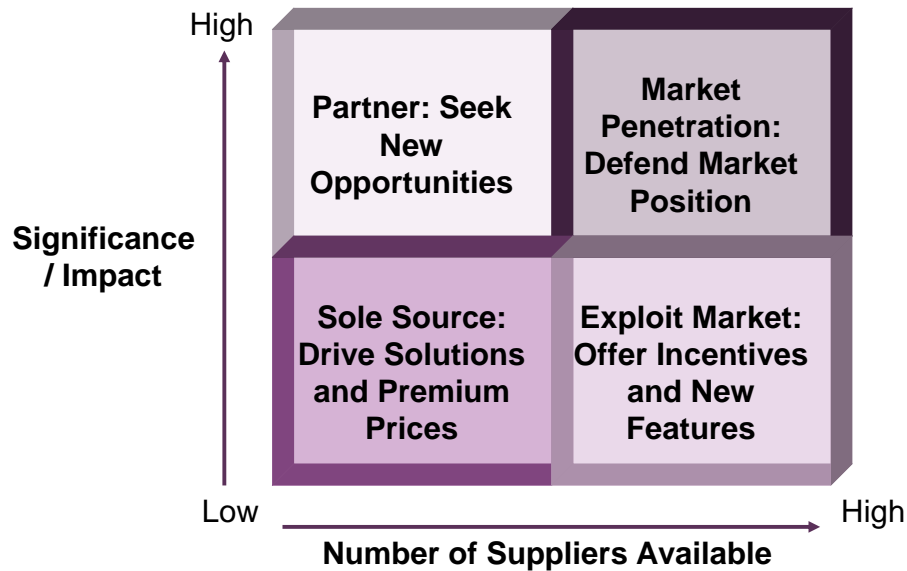 High
Partner: Seek
New
Opportunities
Market
Penetration:
Defend Market
Position
Significance
/ Impact
Sole Source:
Drive Solutions
and Premium
Prices
Exploit Market:
Offer Incentives
and New
Features
Low
High
Number of Suppliers Available